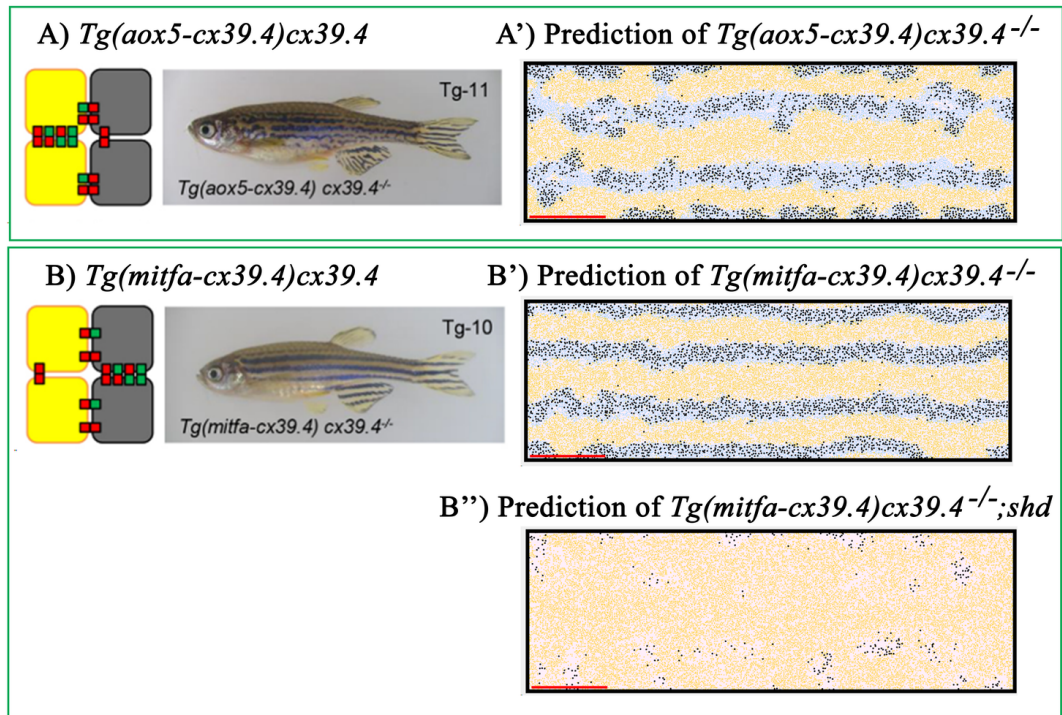 A) Tg(aox5-cx39.4)cx39.4
A') Prediction of Tg(aox5-cx39.4)cx39.4-/-
Tg-11
Tg(aox5-cx39.4) cx39.4-/-
B) Tg(mitfa-cx39.4)cx39.4
B') Prediction of Tg(mitfa-cx39.4)cx39.4-/-
Tg-10
Tg(mitfa-cx39.4) cx39.4-/-
B'') Prediction of Tg(mitfa-cx39.4)cx39.4-/-;shd